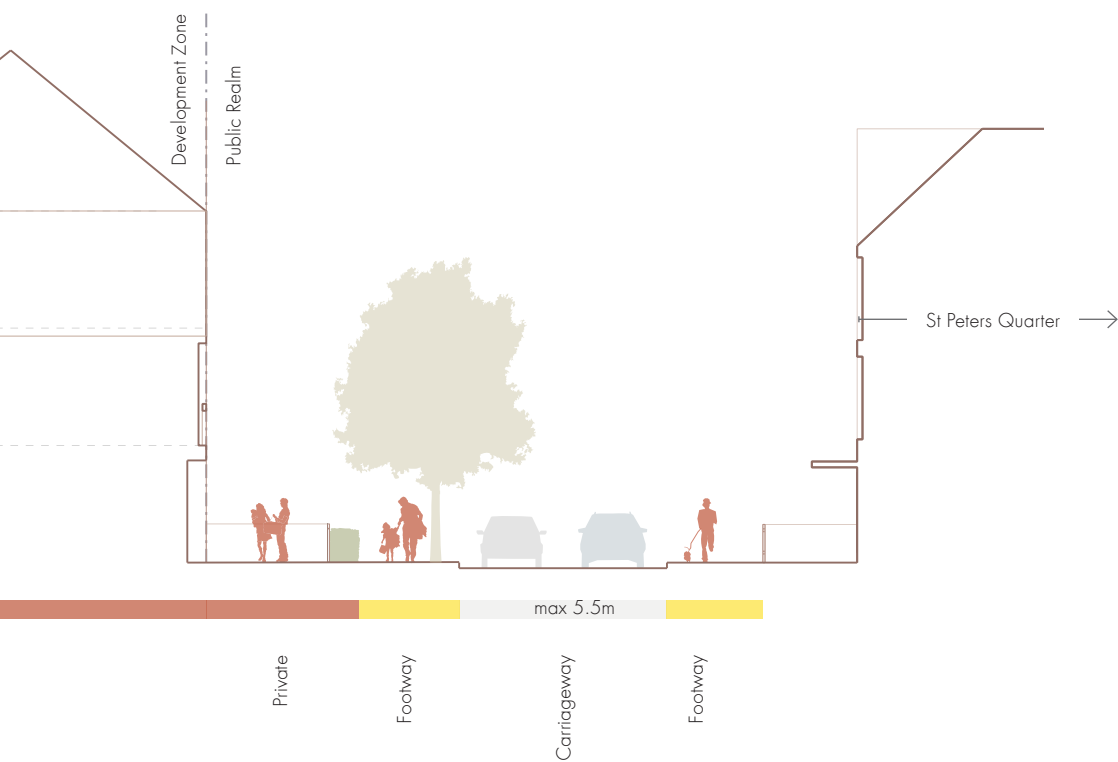 Development Zone
Public Realm
St Peters Quarter
max 5.5m
Private
Footway
Carriageway
Footway